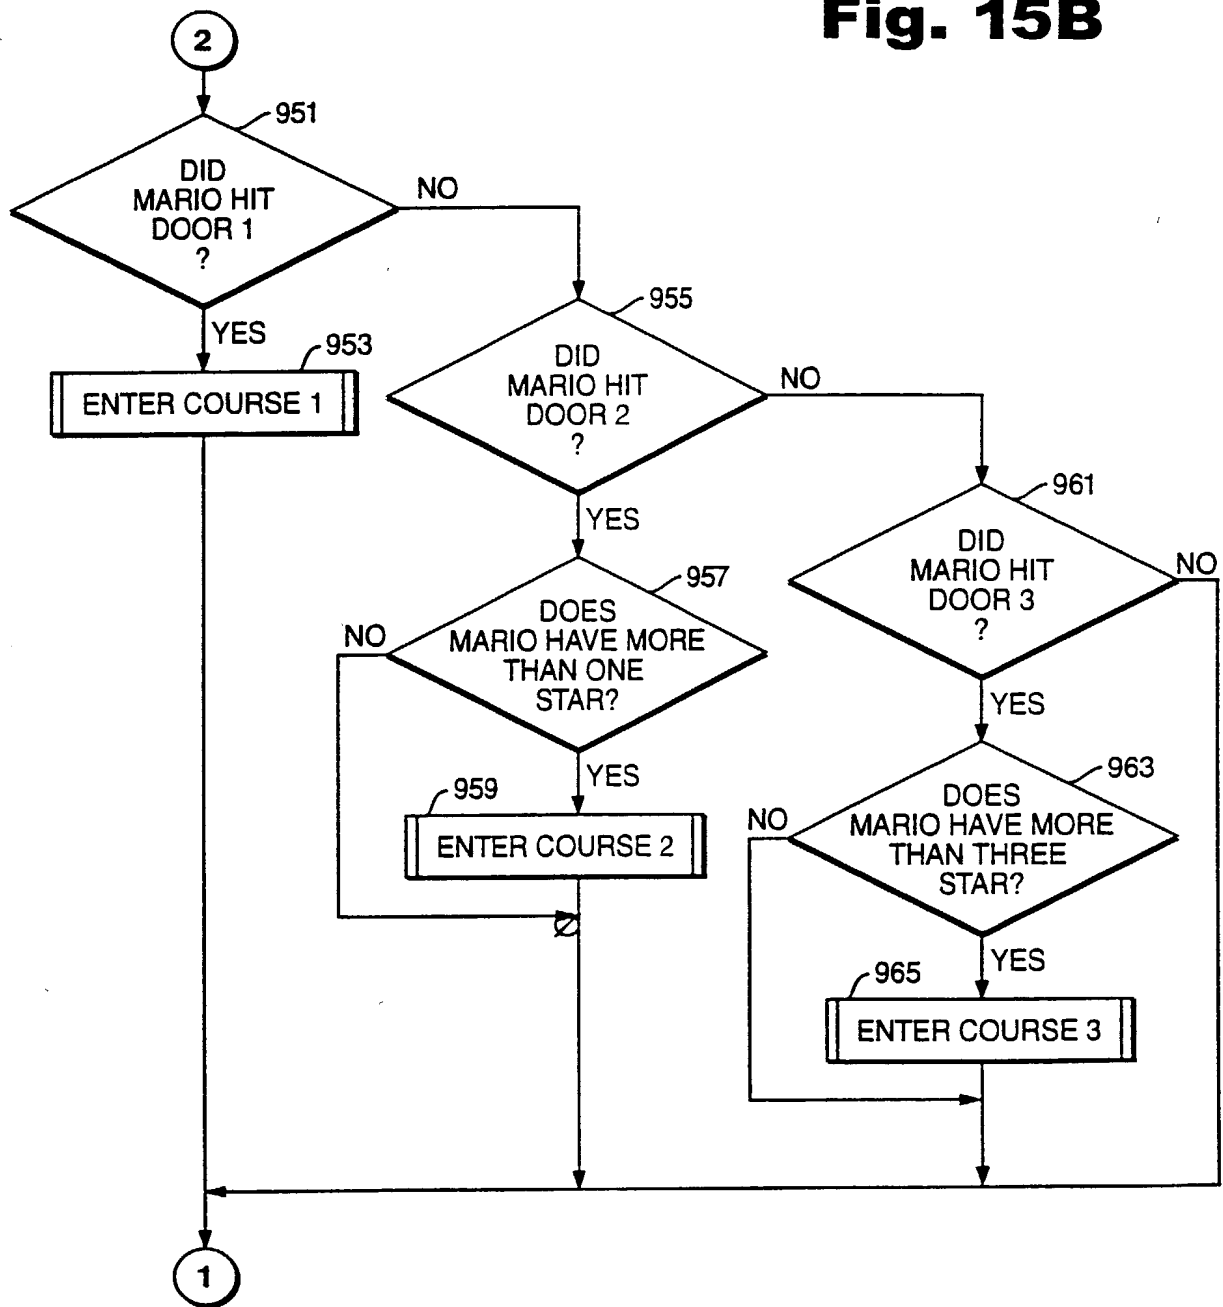 Fig. 15B
2
951
DID
MARIO HIT
DOOR 1
?
NO
YES
953
ENTER COURSE 1
955
DID
MARIO HIT
DOOR 2
?
NO
YES
957
DOES
MARIO HAVE MORE
THAN ONE
STAR?
NO
YES
959
ENTER COURSE 2
961
DID
MARIO HIT
DOOR 3
?
NO
YES
963
DOES
MARIO HAVE MORE
THAN THREE
STAR?
NO
YES
965
ENTER COURSE 3
1